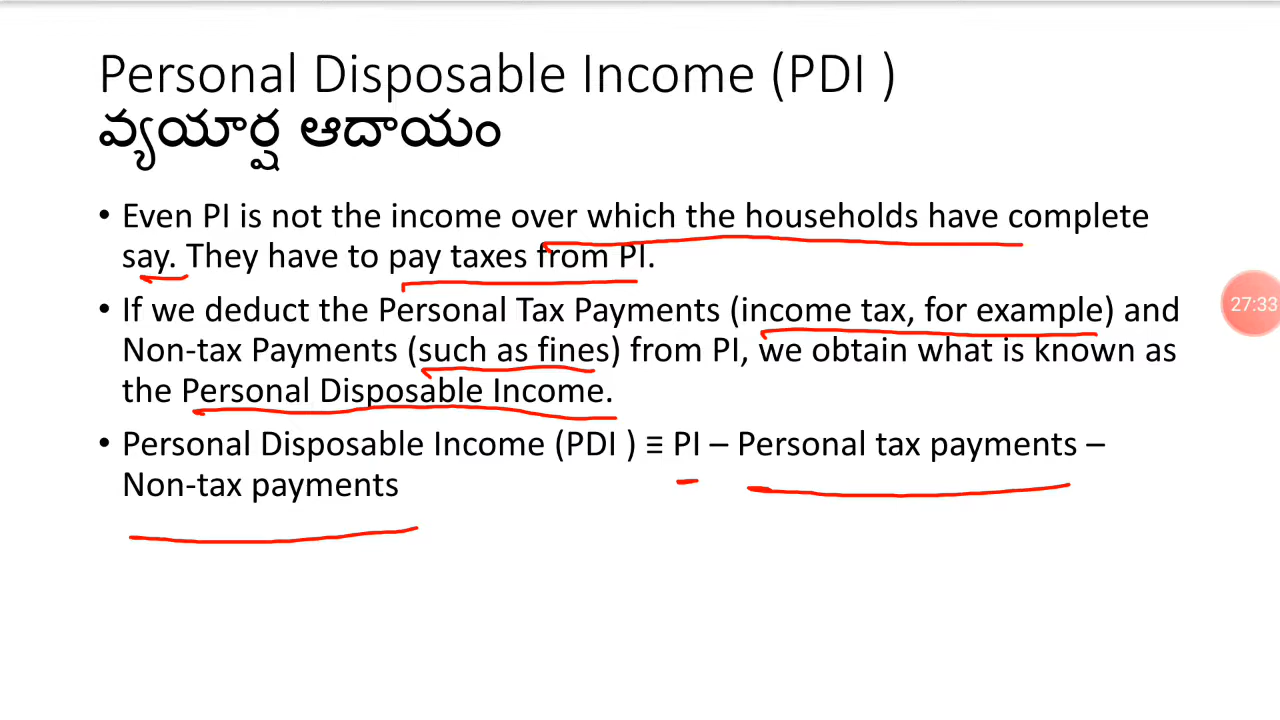 Personal Disposable Income (PDI )
వ్యయార్హ ఆదాయం
• Even PI is not the income over which the households have complete
say. They have to pay taxes from PI.
• If we deduct the Personal Tax Payments (income tax, for example) and
Non-tax Payments (such as fines) from PI, we obtain what is known as
the Personal Disposable Income.
• Personal Disposable Income (PDI ) ≡ PI – Personal tax payments –
Non-tax payments
27:33